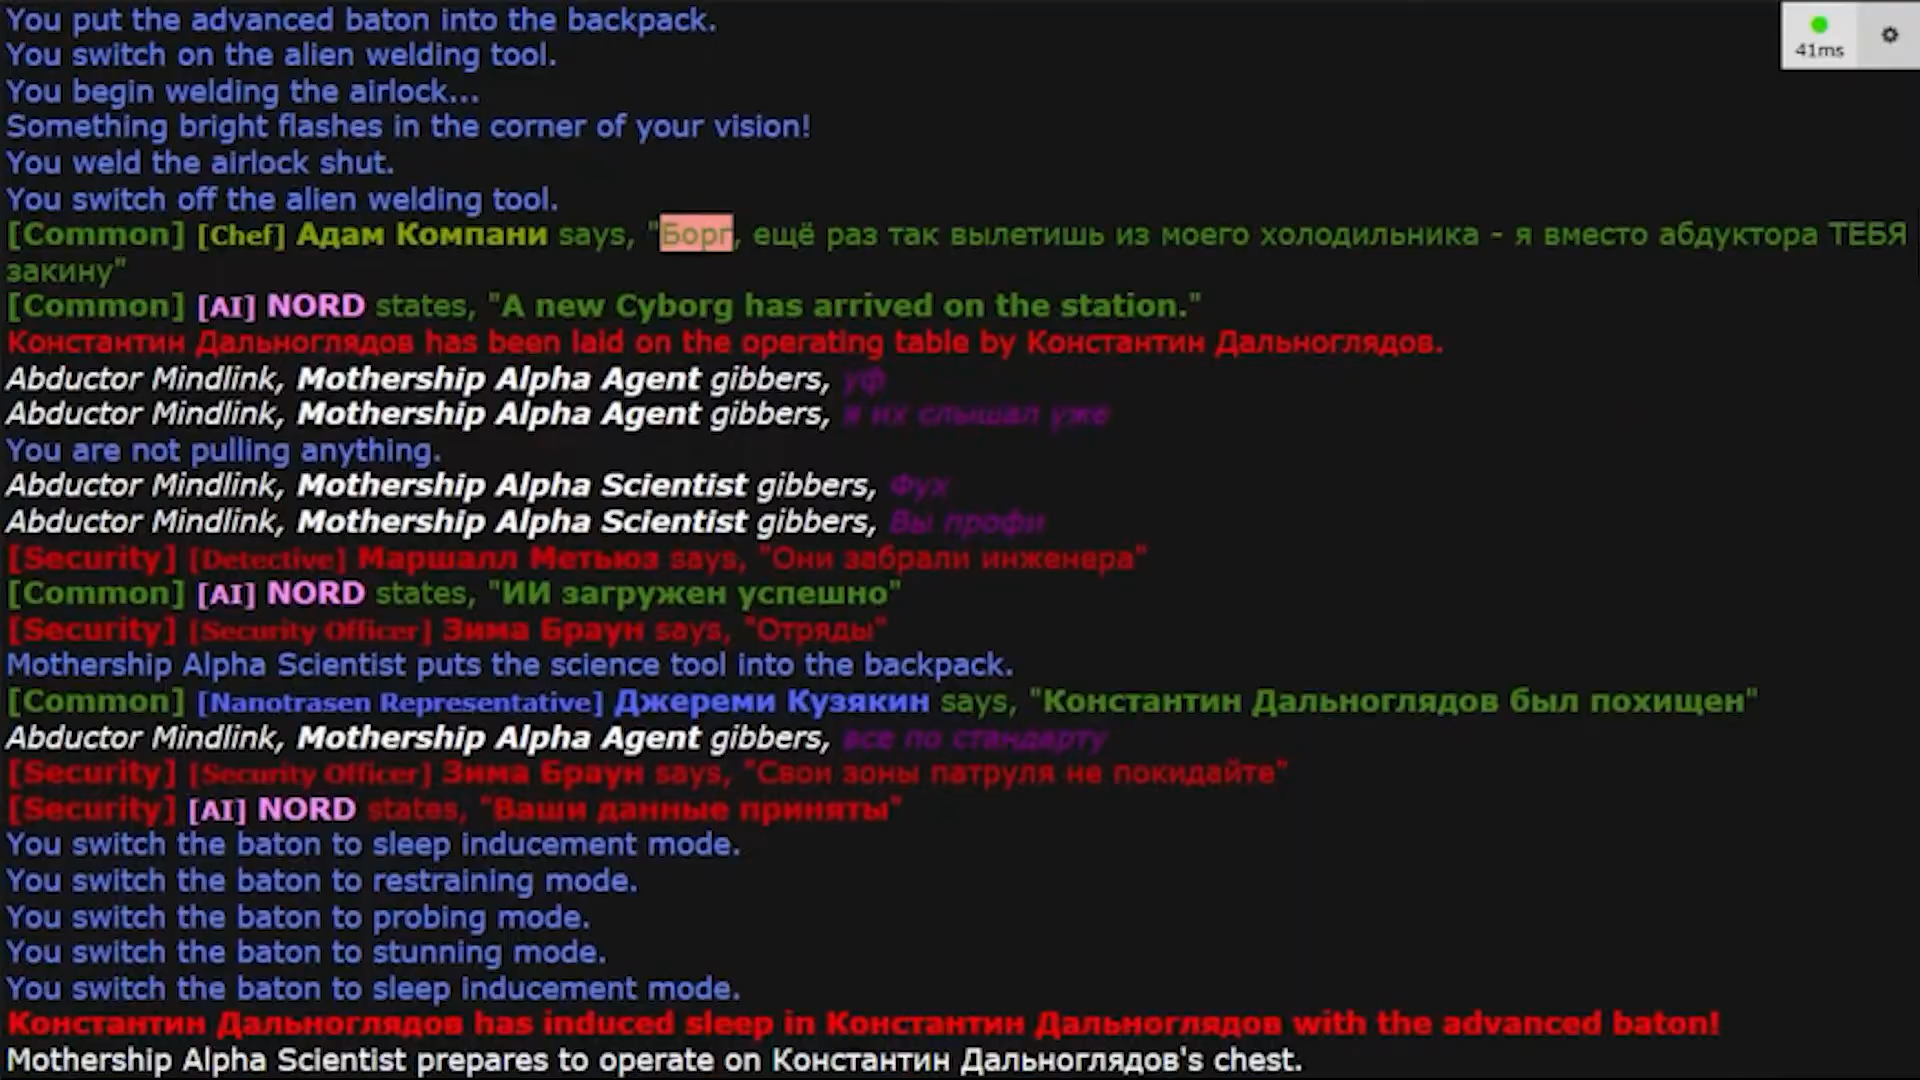 You put the advanced baton into the backpack.
41ms
You switch on the alien welding tool.
You begin welding the airlock...
Something bright flashes in the corner of your vision!
You weld the airlock shut.
You switch off the alien welding tool.
[Common] [Chef] Адам Компани says, "Борг, ещё раз так вылетишь из моего холодильника - я вместо абдуктора ТЕБЯ
закину"
[Common] [AI] NORD states, "A new Cyborg has arrived on the station."
Константин Дальноглядов has been laid on the operating table by Константин Дальноглядов.
Abductor Mindlink, Mothership Alpha Agent gibbers, уф
Abductor Mindlink, Mothership Alpha Agent gibbers, я их слышал уже
You are not pulling anything.
Abductor Mindlink, Mothership Alpha Scientist gibbers, Фух
Abductor Mindlink, Mothership Alpha Scientist gibbers, Вы профи
[Security] [Detective] Маршалл Метьюз says, "Они забрали инженера"
[Common] [AI] NORD states, "ИИ загружен успешно"
[Security] [Security Officer] Зима Браун says, "Отряды"
Mothership Alpha Scientist puts the science tool into the backpack.
[Common] [Nanotrasen Representative] Джереми Кузякин says, "Константин Дальноглядов был похищен"
Abductor Mindlink, Mothership Alpha Agent gibbers, все по стандарту
[Security] [Security Officer] Зима Браун says, "Свои зоны патруля не покидайте"
[Security] [AI] NORD states, "Ваши данные приняты"
You switch the baton to sleep inducement mode.
You switch the baton to restraining mode.
You switch the baton to probing mode.
You switch the baton to stunning mode.
You switch the baton to sleep inducement mode.
Константин Дальноглядов has induced sleep in Константин Дальноглядов with the advanced baton!
Mothership Alpha Scientist prepares to operate on Константин Дальноглядов's chest.